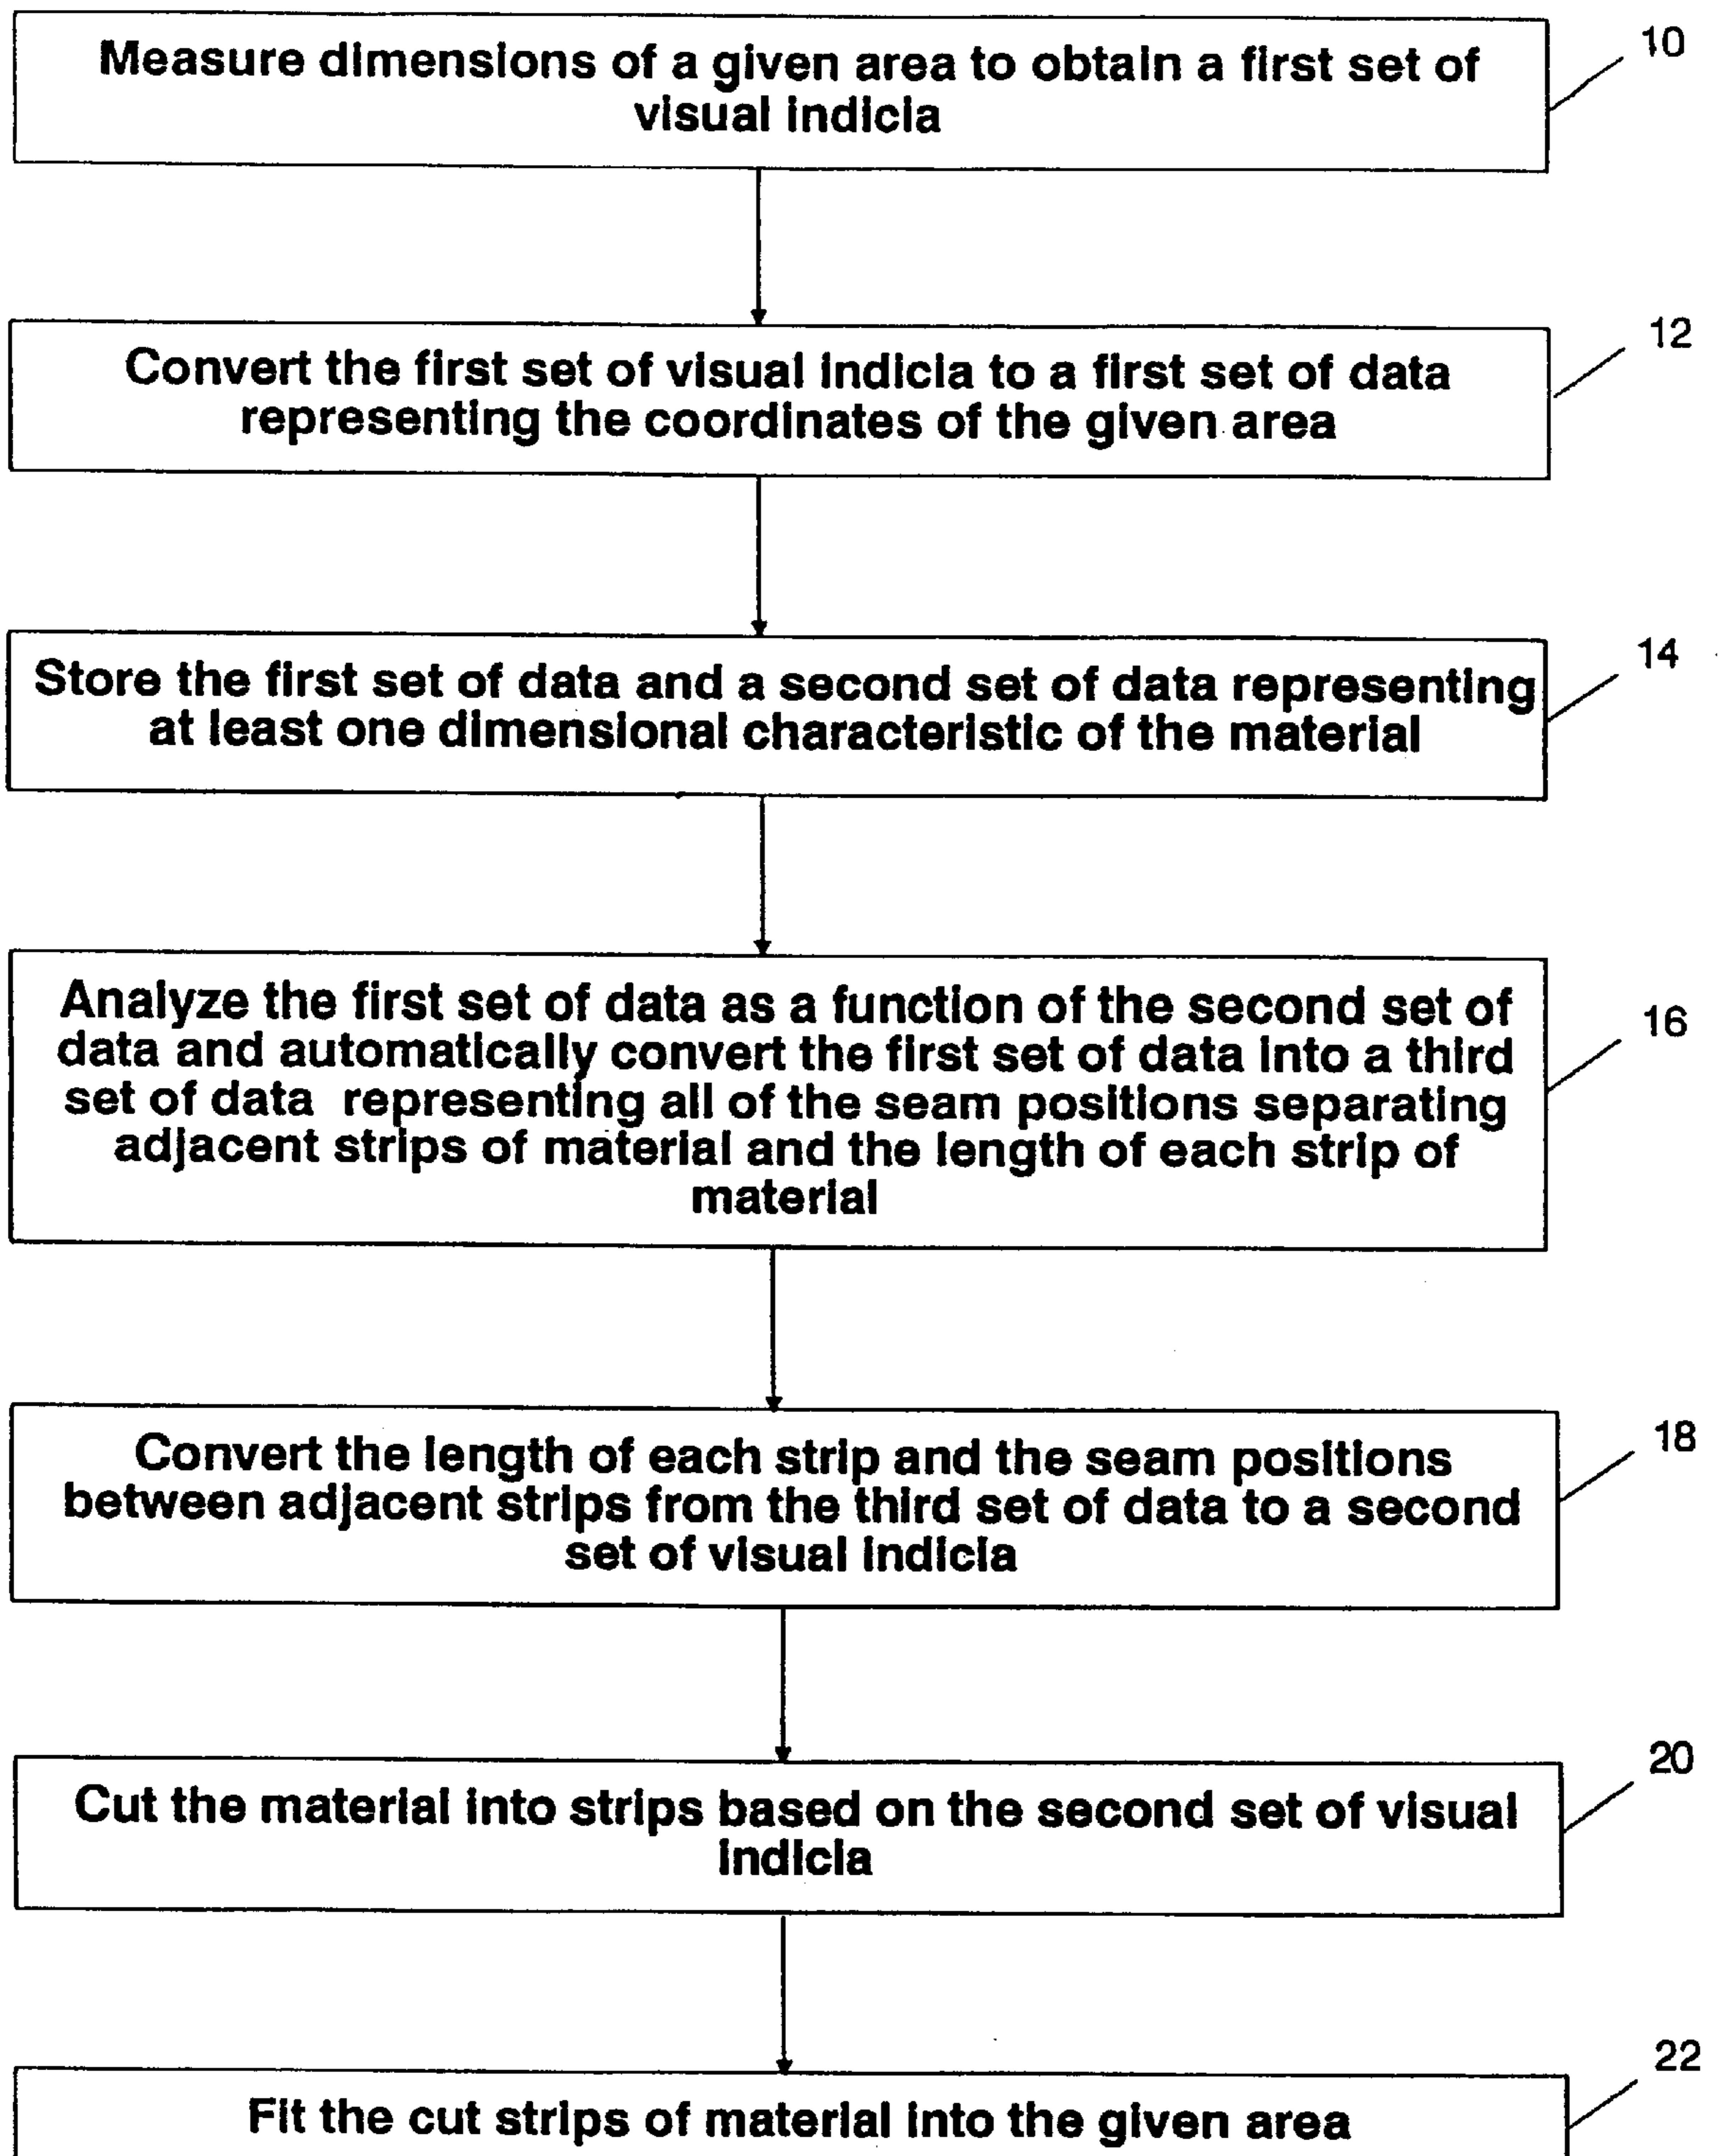 Measure dimensions of a given area to obtain a first set of
visual indicia
10
Convert the first set of visual indicia to a first set of data
representing the coordinates of the given area
12
Store the first set of data and a second set of data representing
at least one dimensional characteristic of the material
14
Analyze the first set of data as a function of the second set of
data and automatically convert the first set of data into a third
set of data representing all of the seam positions separating
adjacent strips of material and the length of each strip of
material
16
Convert the length of each strip and the seam positions
between adjacent strips from the third set of data to a second
set of visual indicia
18
Cut the material into strips based on the second set of visual
indicia
20
Fit the cut strips of material into the given area
22